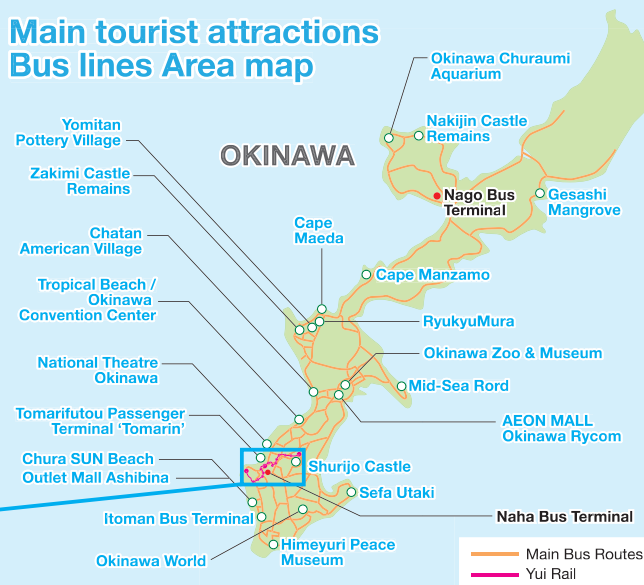 Main tourist attractions
Bus lines Area map
Okinawa Churaumi
Aquarium
Yomitan
Pottery Village
Nakijin Castle
Remains
OKINAWA
Zakimi Castle
Remains
Nago Bus
Terminal
Gesashi
Mangrove
Chatan
American Village
Cape
Maeda
Cape Manzamo
Tropical Beach /
Okinawa
Convention Center
RyukyuMura
Okinawa Zoo & Museum
National Theatre
Okinawa
Mid-Sea Rord
Tomarifutou Passenger
Terminal ‘Tomarin’
AEON MALL
Okinawa Rycom
Chura SUN Beach
Outlet Mall Ashibina
Shurijo Castle
Sefa Utaki
Itoman Bus Terminal
Naha Bus Terminal
Okinawa World
Himeyuri Peace
Museum
Main Bus Routes
Yui Rail